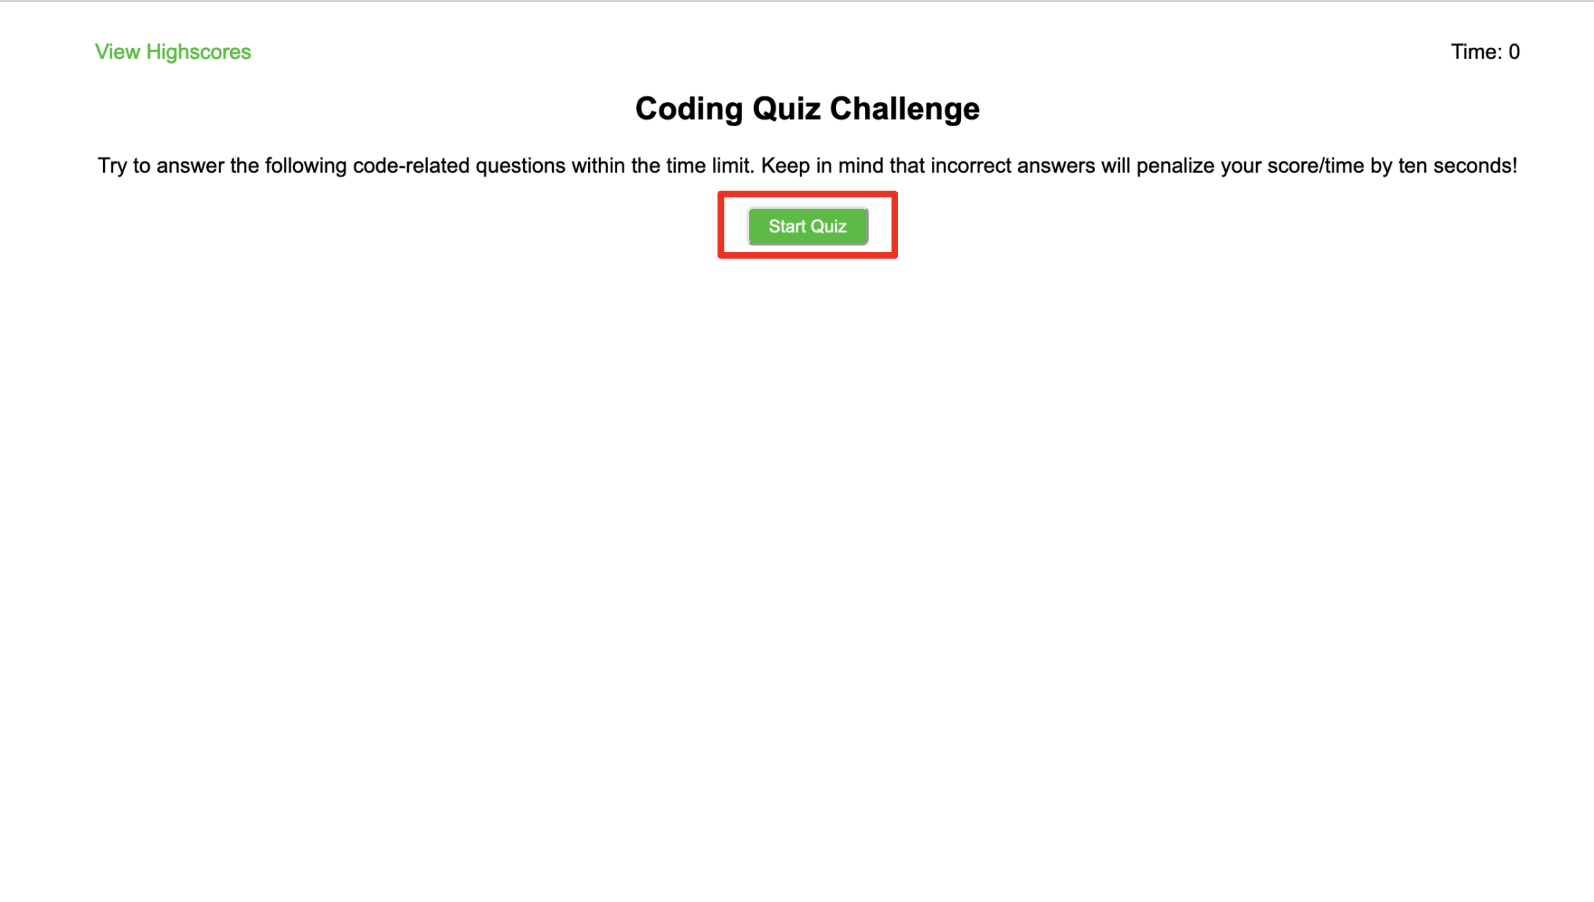 View Highscores
Time: 0
Coding Quiz Challenge
Try to answer the following code-related questions within the time limit. Keep in mind that incorrect answers will penalize your score/time by ten seconds!
Start Quiz